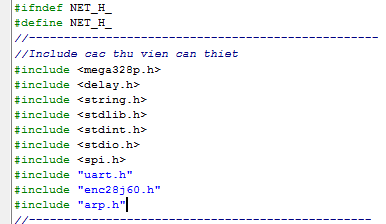 #ifndef NET_H_
#define NET_H_
//--------------------------------------------------
//Include cac thu vien can thiet
#include <mega328p.h>
#include <delay.h>
#include <string.h>
#include <stdlib.h>
#include <stdint.h>
#include <stdio.h>
#include <spi.h>
#include "uart.h"
#include "enc28j60.h"
#include "arp.h"
//--------------------------------------------------